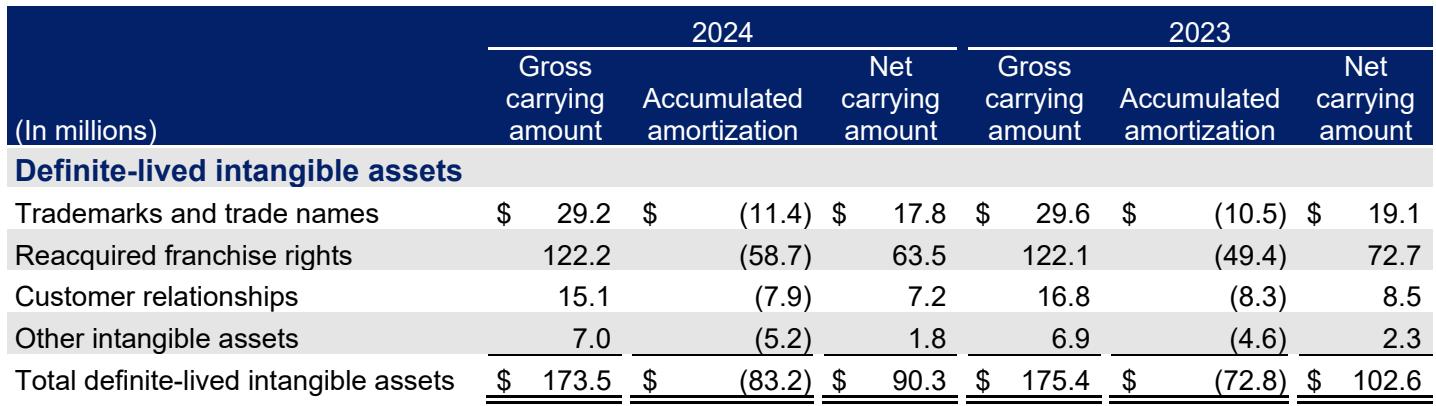 2024 2023
Gross Net Gross Net
carrying Accumulated carrying carrying Accumulated carrying
(In millions) amount amortization amount amount amortization amount
Definite-lived intangible assets
Trademarks and trade names $ 29.2 $ (11.4) $ 17.8 $ 29.6 $ (10.5) $ 19.1
Reacquired franchise rights 122.2 (58.7) 63.5 122.1 (49.4) 72.7
Customer relationships 15.1 (7.9) 7.2 16.8 (8.3) 8.5
Other intangible assets 7.0 (5.2) 1.8 6.9 (4.6) 2.3
Total definite-lived intangible assets $ 173.5 $ (83.2) $ 90.3 $ 175.4 $ (72.8) $ 102.6